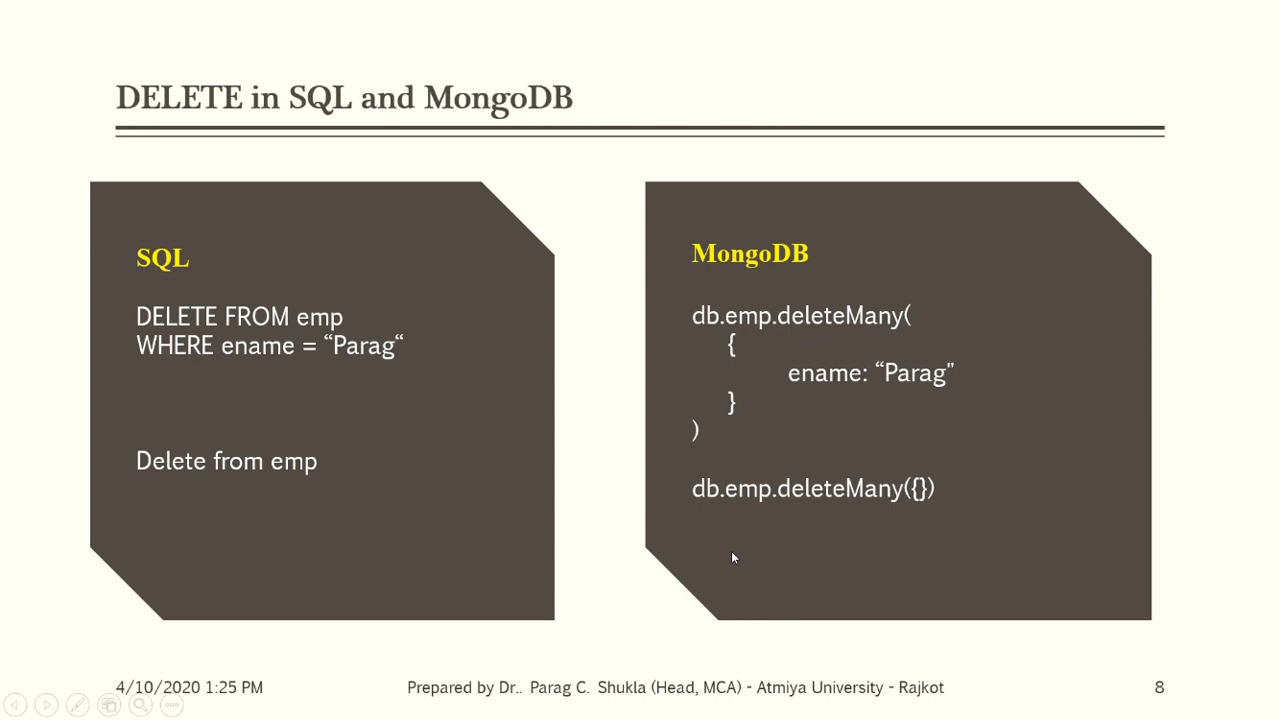 DELETE in SQL and MongoDB
SQL
DELETE FROM emp
WHERE ename = “Parag“
Delete from emp
MongoDB
db.emp.deleteMany(
{
ename: “Parag"
}
)
db.emp.deleteMany({})
4/10/2020 1:25 PM
Prepared by Dr.. Parag C. Shukla (Head, MCA) - Atmiya University - Rajkot
8